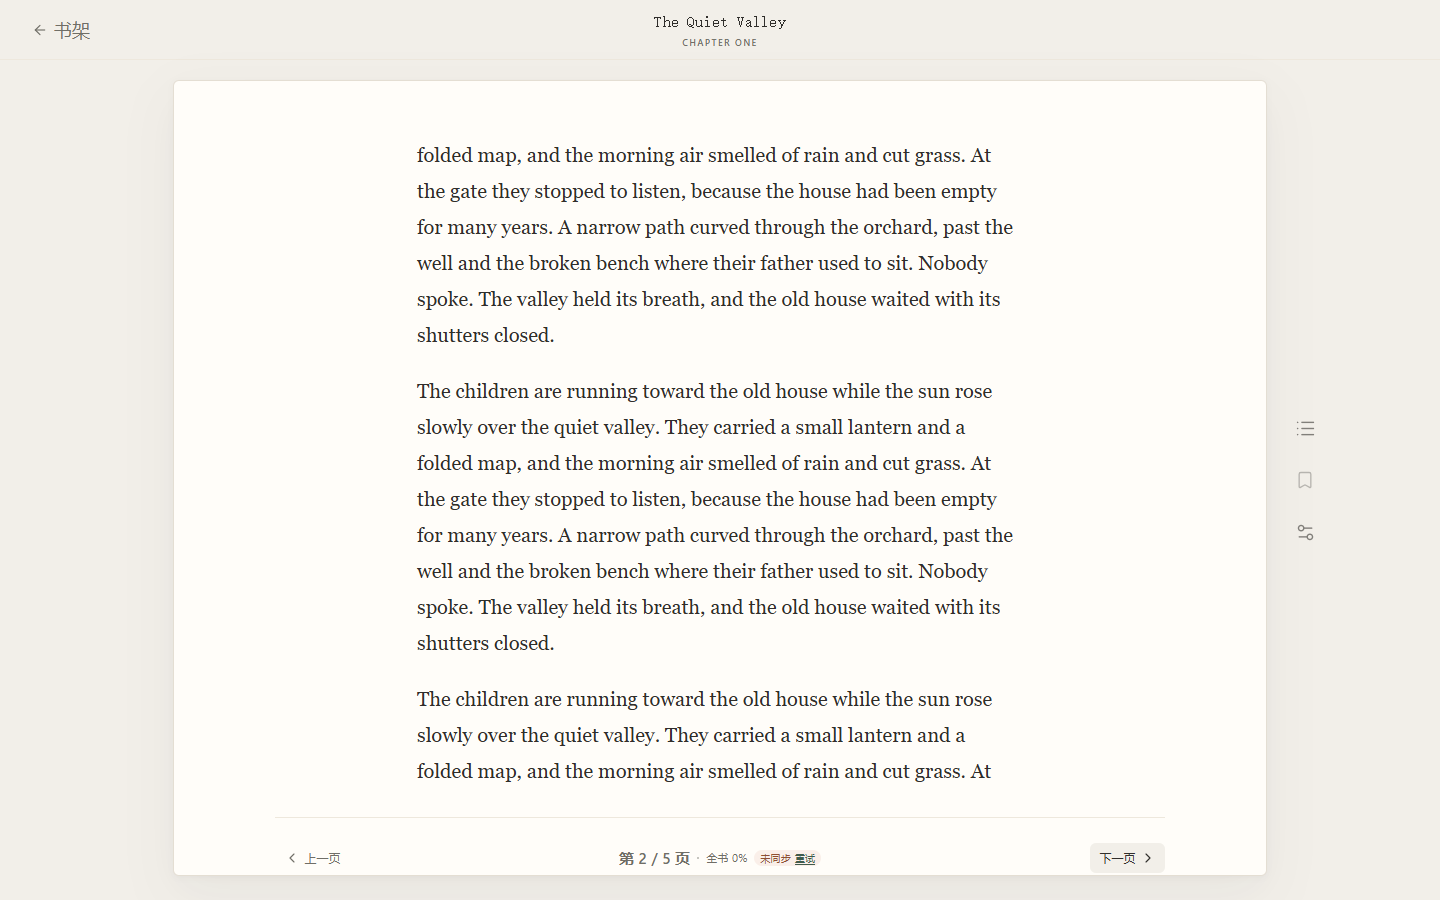 书架
The Quiet Valley
CHAPTER ONE
folded map, and the morning air smelled of rain and cut grass. At
the gate they stopped to listen, because the house had been empty
for many years. A narrow path curved through the orchard, past the
well and the broken bench where their father used to sit. Nobody
spoke. The valley held its breath, and the old house waited with its
shutters closed.
The children are running toward the old house while the sun rose
slowly over the quiet valley. They carried a small lantern and a
folded map, and the morning air smelled of rain and cut grass. At
the gate they stopped to listen, because the house had been empty
for many years. A narrow path curved through the orchard, past the
well and the broken bench where their father used to sit. Nobody
spoke. The valley held its breath, and the old house waited with its
shutters closed.
The children are running toward the old house while the sun rose
slowly over the quiet valley. They carried a small lantern and a
folded map, and the morning air smelled of rain and cut grass. At
上一页
第 2 / 5 页 · 全书 0% 未同步 重试
下一页